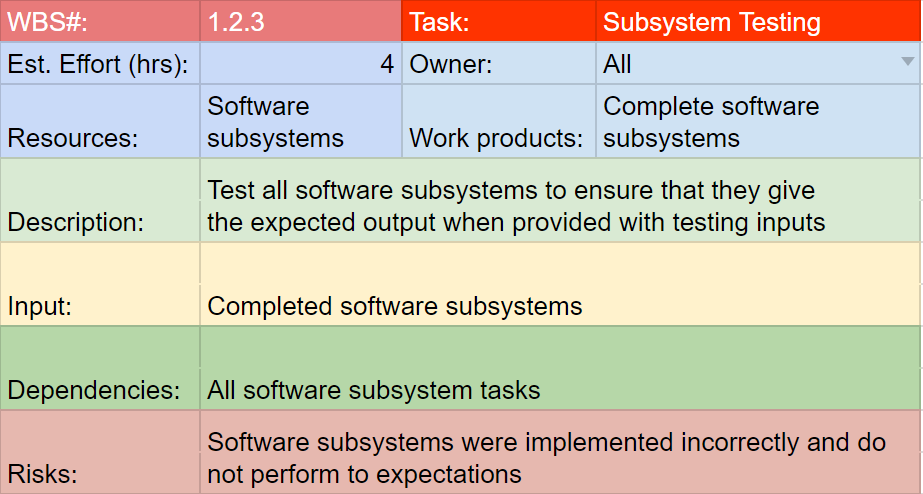 WBS#: 1.2.3 Task: Subsystem Testing
Est. Effort (hrs): 4 Owner: All
Software Complete software
Resources: subsystems Work products: subsystems
Test all software subsystems to ensure that they give
Description: the expected output when provided with testing inputs
Input: Completed software subsystems
Dependencies: All software subsystem tasks
Software subsystems were implemented incorrectly and do
Risks: not perform to expectations